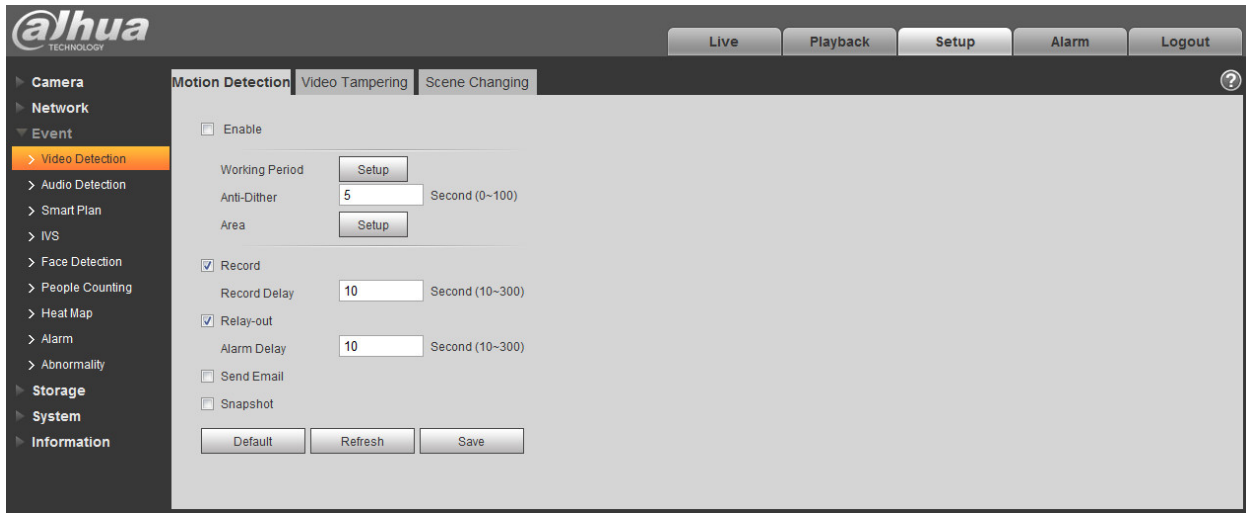 alhua
TECHNOLOGY
Live Playback Setup Alarm Logout
Camera
Network
Event
Video Detection
Audio Detection
Smart Plan
IVS
Face Detection
People Counting
Heat Map
Alarm
Abnormality
Storage
System
Information
Motion Detection Video Tampering Scene Changing
?
Enable
Working Period Setup
Anti-Dither 5 Second (0~100)
Area Setup
Record
Record Delay 10 Second (10~300)
Relay-out
Alarm Delay 10 Second (10~300)
Send Email
Snapshot
Default Refresh Save